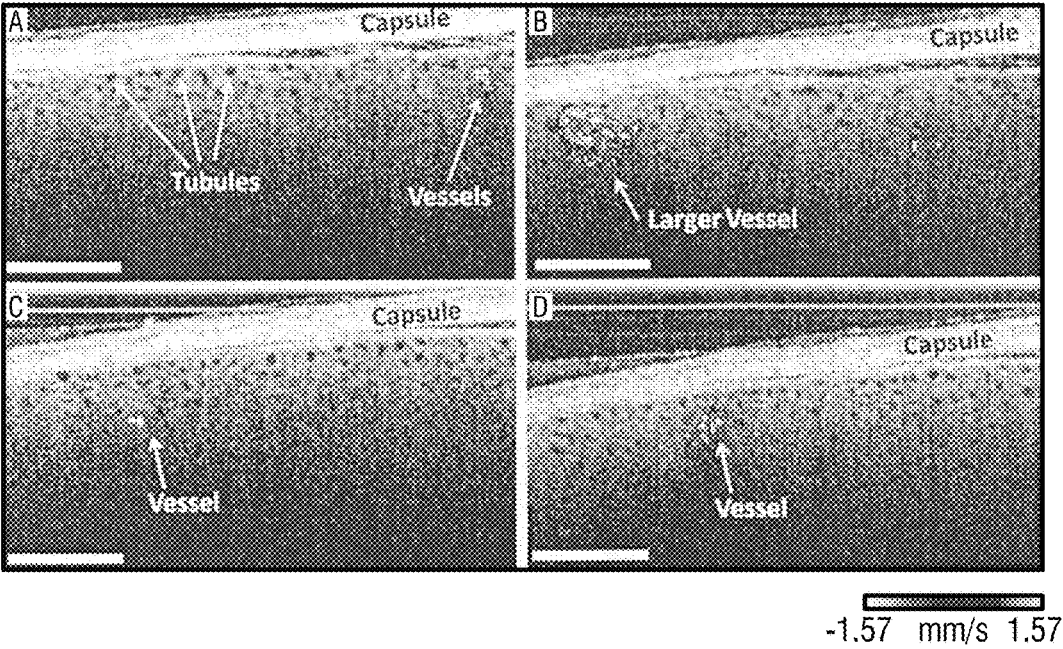 A
Capsule
Tubules
Vessels
B
Capsule
Larger Vessel
C
Capsule
Vessel
D
Capsule
Vessel
-1.57 mm/s 1.57